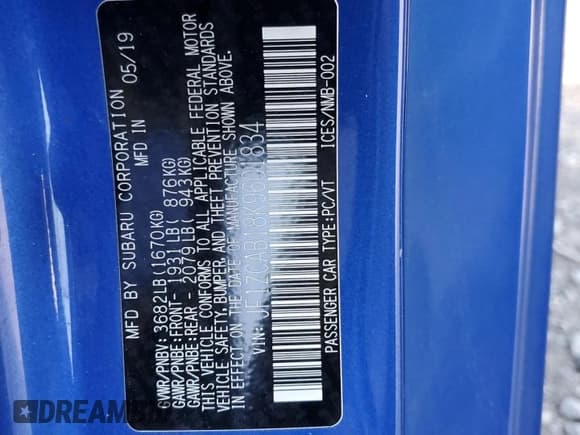 MFD BY SUBARU CORPORATION 05/19
MFD IN
GVWR/PNBV: 3682LB(1670KG)
GAWR/PNBE:FRONT- 1931LB( 876KG)
GAWR/PNBE:REAR - 2079LB( 943KG)
THIS VEHICLE CONFORMS TO ALL APPLICABLE FEDERAL MOTOR
VEHICLE SAFETY, BUMPER, AND THEFT PREVENTION STANDARDS
IN EFFECT ON THE DATE OF MANUFACTURE SHOWN ABOVE.
VIN:
PASSENGER CAR TYPE:PC/VT ICES/NMB-002